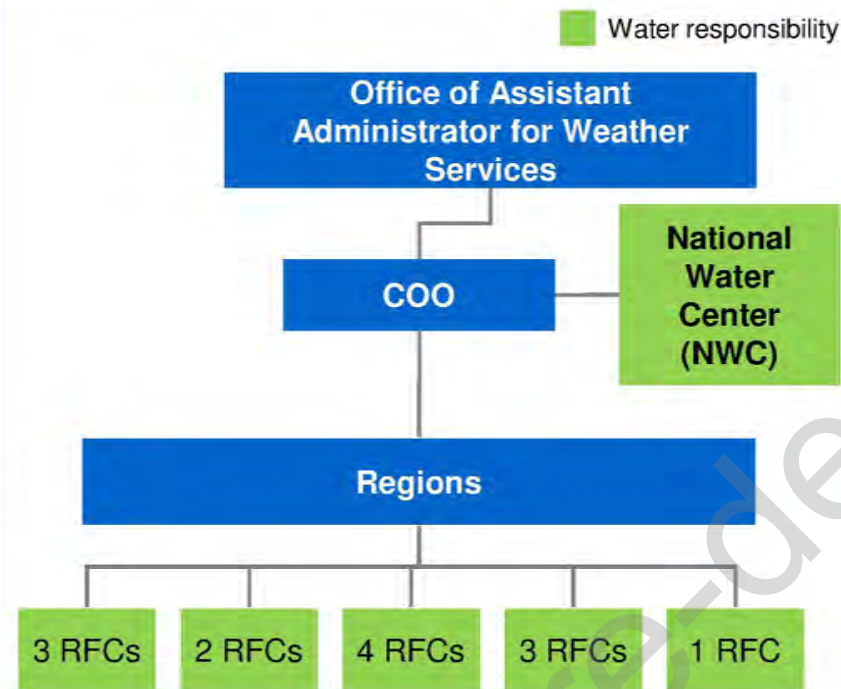 Water responsibility
Office of Assistant
Administrator for Weather
Services
National
Water
Center
(NWC)
COO
Regions
3 RFCs
2 RFCs
4 RFCs
3 RFCs
1 RFC